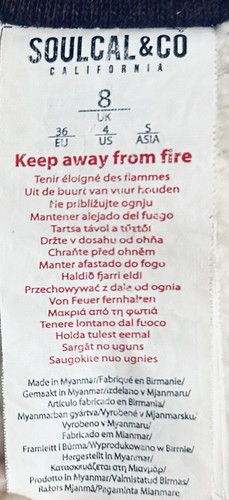 SOULCAL&CO
CALIFORNIA
8
UK
36 4 S
EU US ASIA
Keep away from fire
Tenir éloigné des flammes
Uit de buurt van vuur houden
Ne približujte ognju
Mantener alejado del fuego
Tartsa távol a tűztől
Držte v dosahu od ohňa
Chraňte před ohněm
Manter afastado do fogo
Haldið fjarri eldi
Przechowywać z dala od ognia
Von Feuer fernhalten
Μακριά από τη φωτιά
Tenere lontano dal fuoco
Hoida tulest eemal
Sargāt no uguns
Saugokite nuo ugnies
Made in Myanmar/Fabriqué en Birmanie/
Gemaakt in Myanmar/Izdelano v Mjanmaru/
Artículo fabricado en Birmania/
Myanmarban gyártva/Vyrobené v Mjanmarsku/
Vyrobeno v Myanmaru/
Fabricado em Mianmar/
Framleitt í Búrma/Wyprodukowano w Birmie/
Hergestellt in Myanmar/
Κατασκευάζεται στη Μιανμάρ/
Prodotto in Myanmar/Valmistatud Birmas/
Ražots Mjanmā/Pagaminta Mianmare